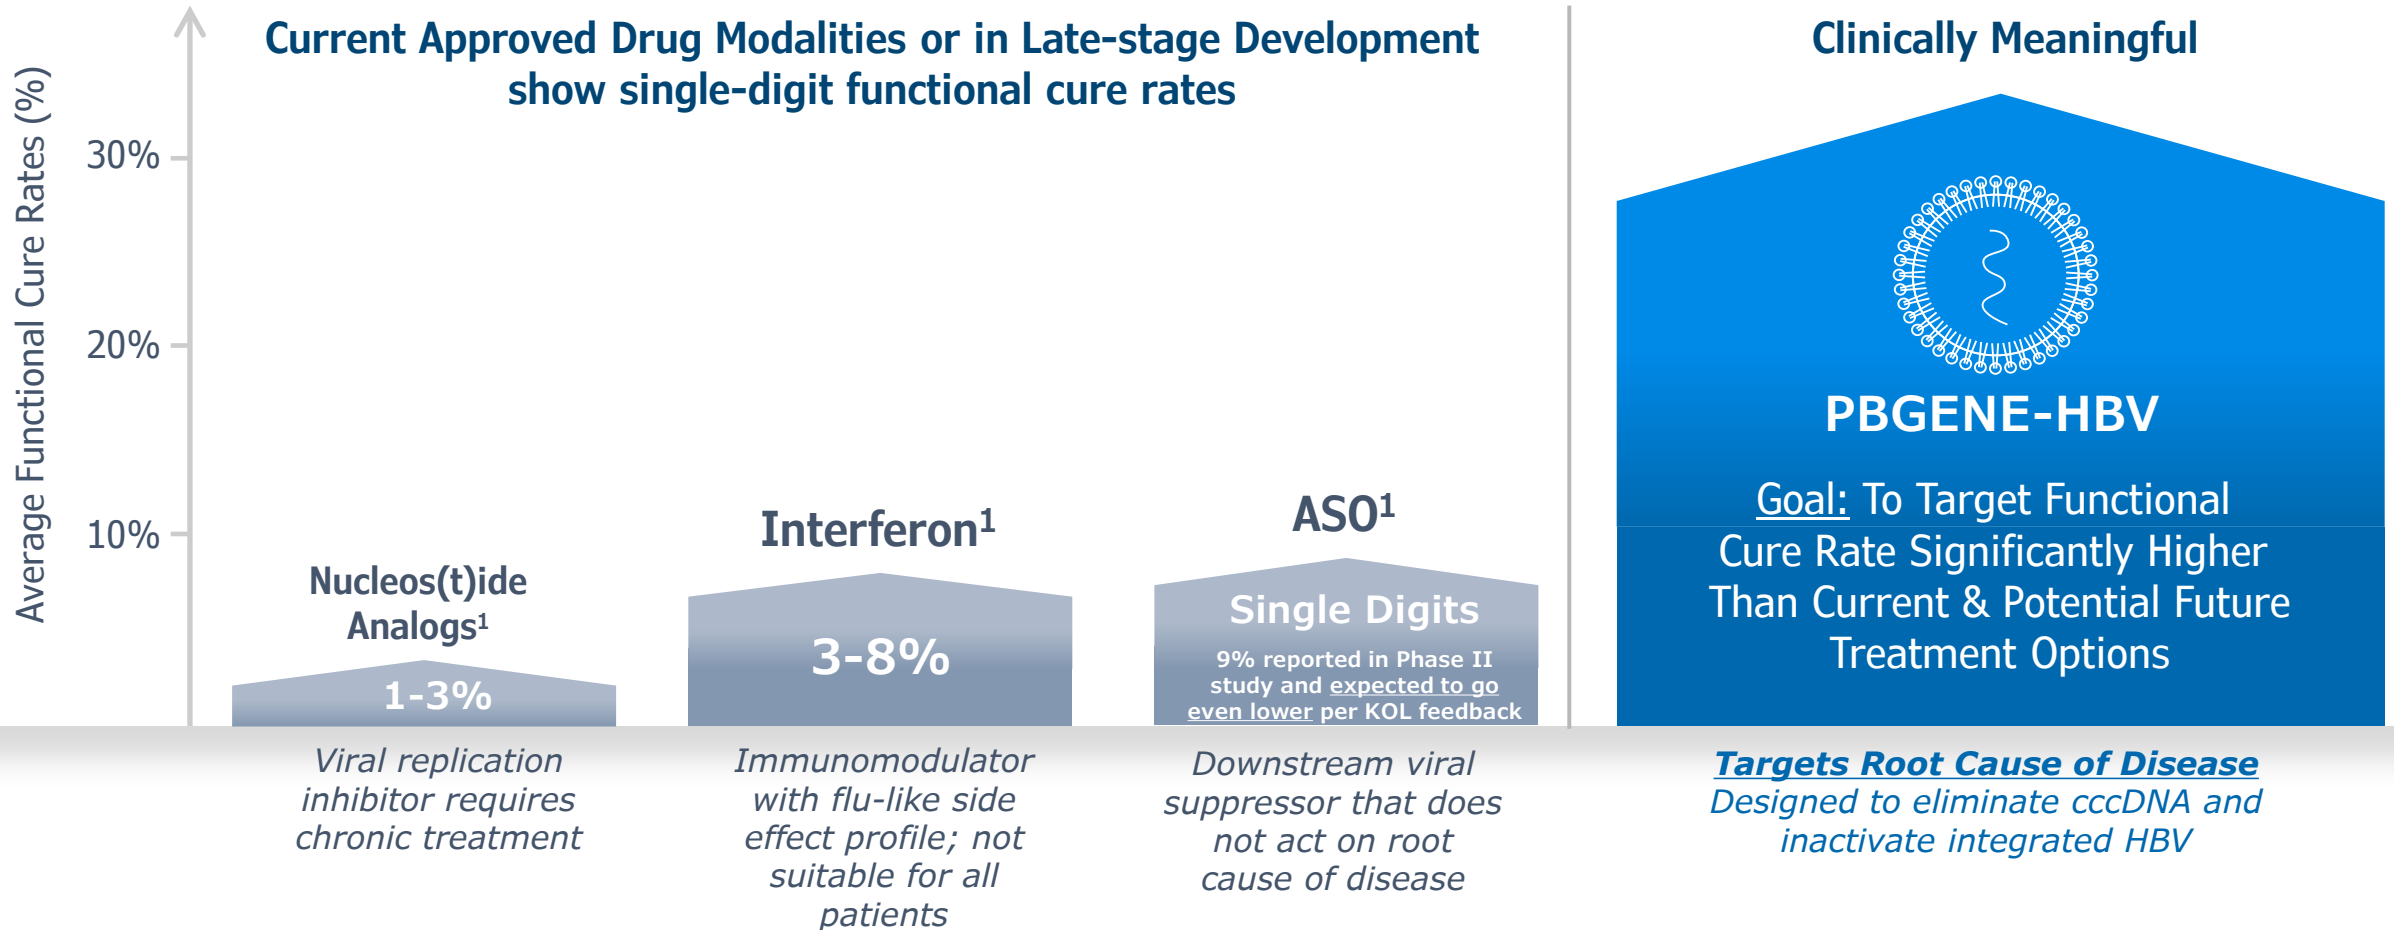 Current Approved Drug Modalities or in Late-stage Development
show single-digit functional cure rates
Clinically Meaningful
Average Functional Cure Rates (%)
30%
20%
10%
Nucleos(t)ide
Analogs¹
1-3%
Viral replication
inhibitor requires
chronic treatment
Interferon¹
3-8%
Immunomodulator
with flu-like side
effect profile; not
suitable for all
patients
ASO¹
Single Digits
9% reported in Phase II
study and expected to go
even lower per KOL feedback
Downstream viral
suppressor that does
not act on root
cause of disease
PBGENE-HBV
Goal: To Target Functional
Cure Rate Significantly Higher
Than Current & Potential Future
Treatment Options
Targets Root Cause of Disease
Designed to eliminate cccDNA and
inactivate integrated HBV